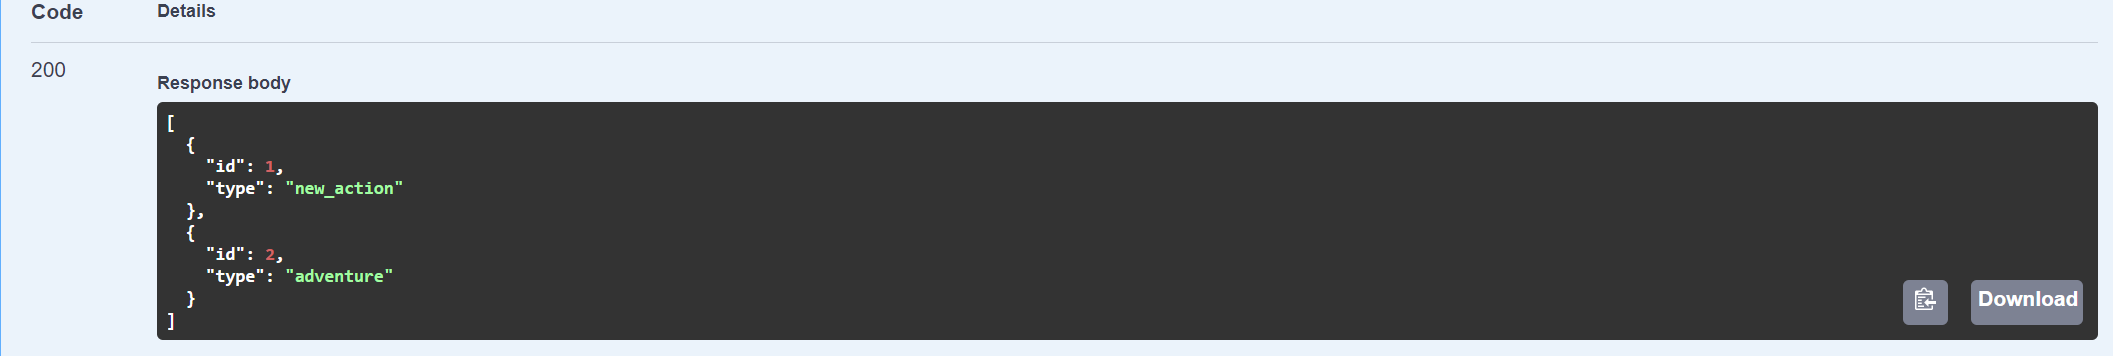 Code Details
200
Response body
[
  {
    "id": 1,
    "type": "new_action"
  },
  {
    "id": 2,
    "type": "adventure"
  }
]
Download